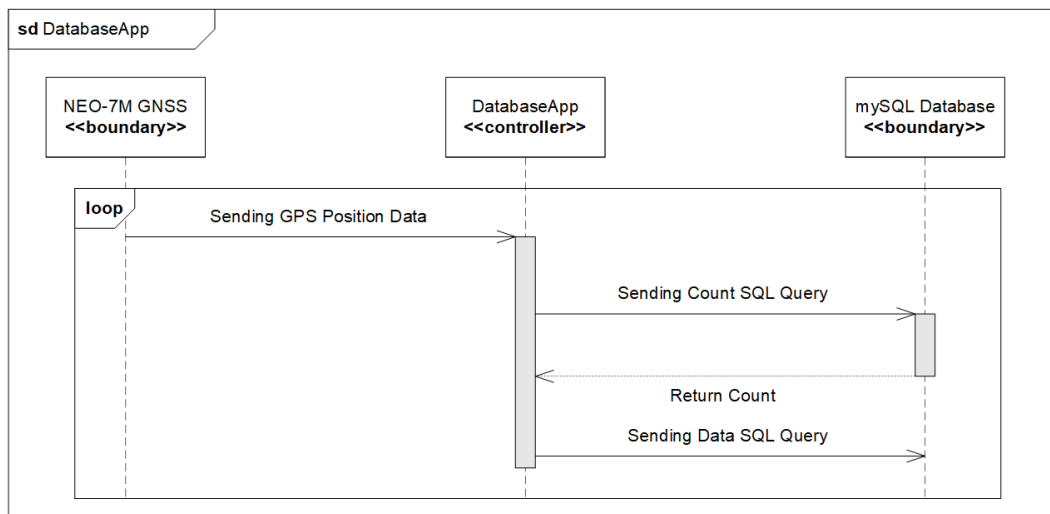 sd DatabaseApp
NEO-7M GNSS
<<boundary>>
DatabaseApp
<<controller>>
mySQL Database
<<boundary>>
loop
Sending GPS Position Data
Sending Count SQL Query
Return Count
Sending Data SQL Query